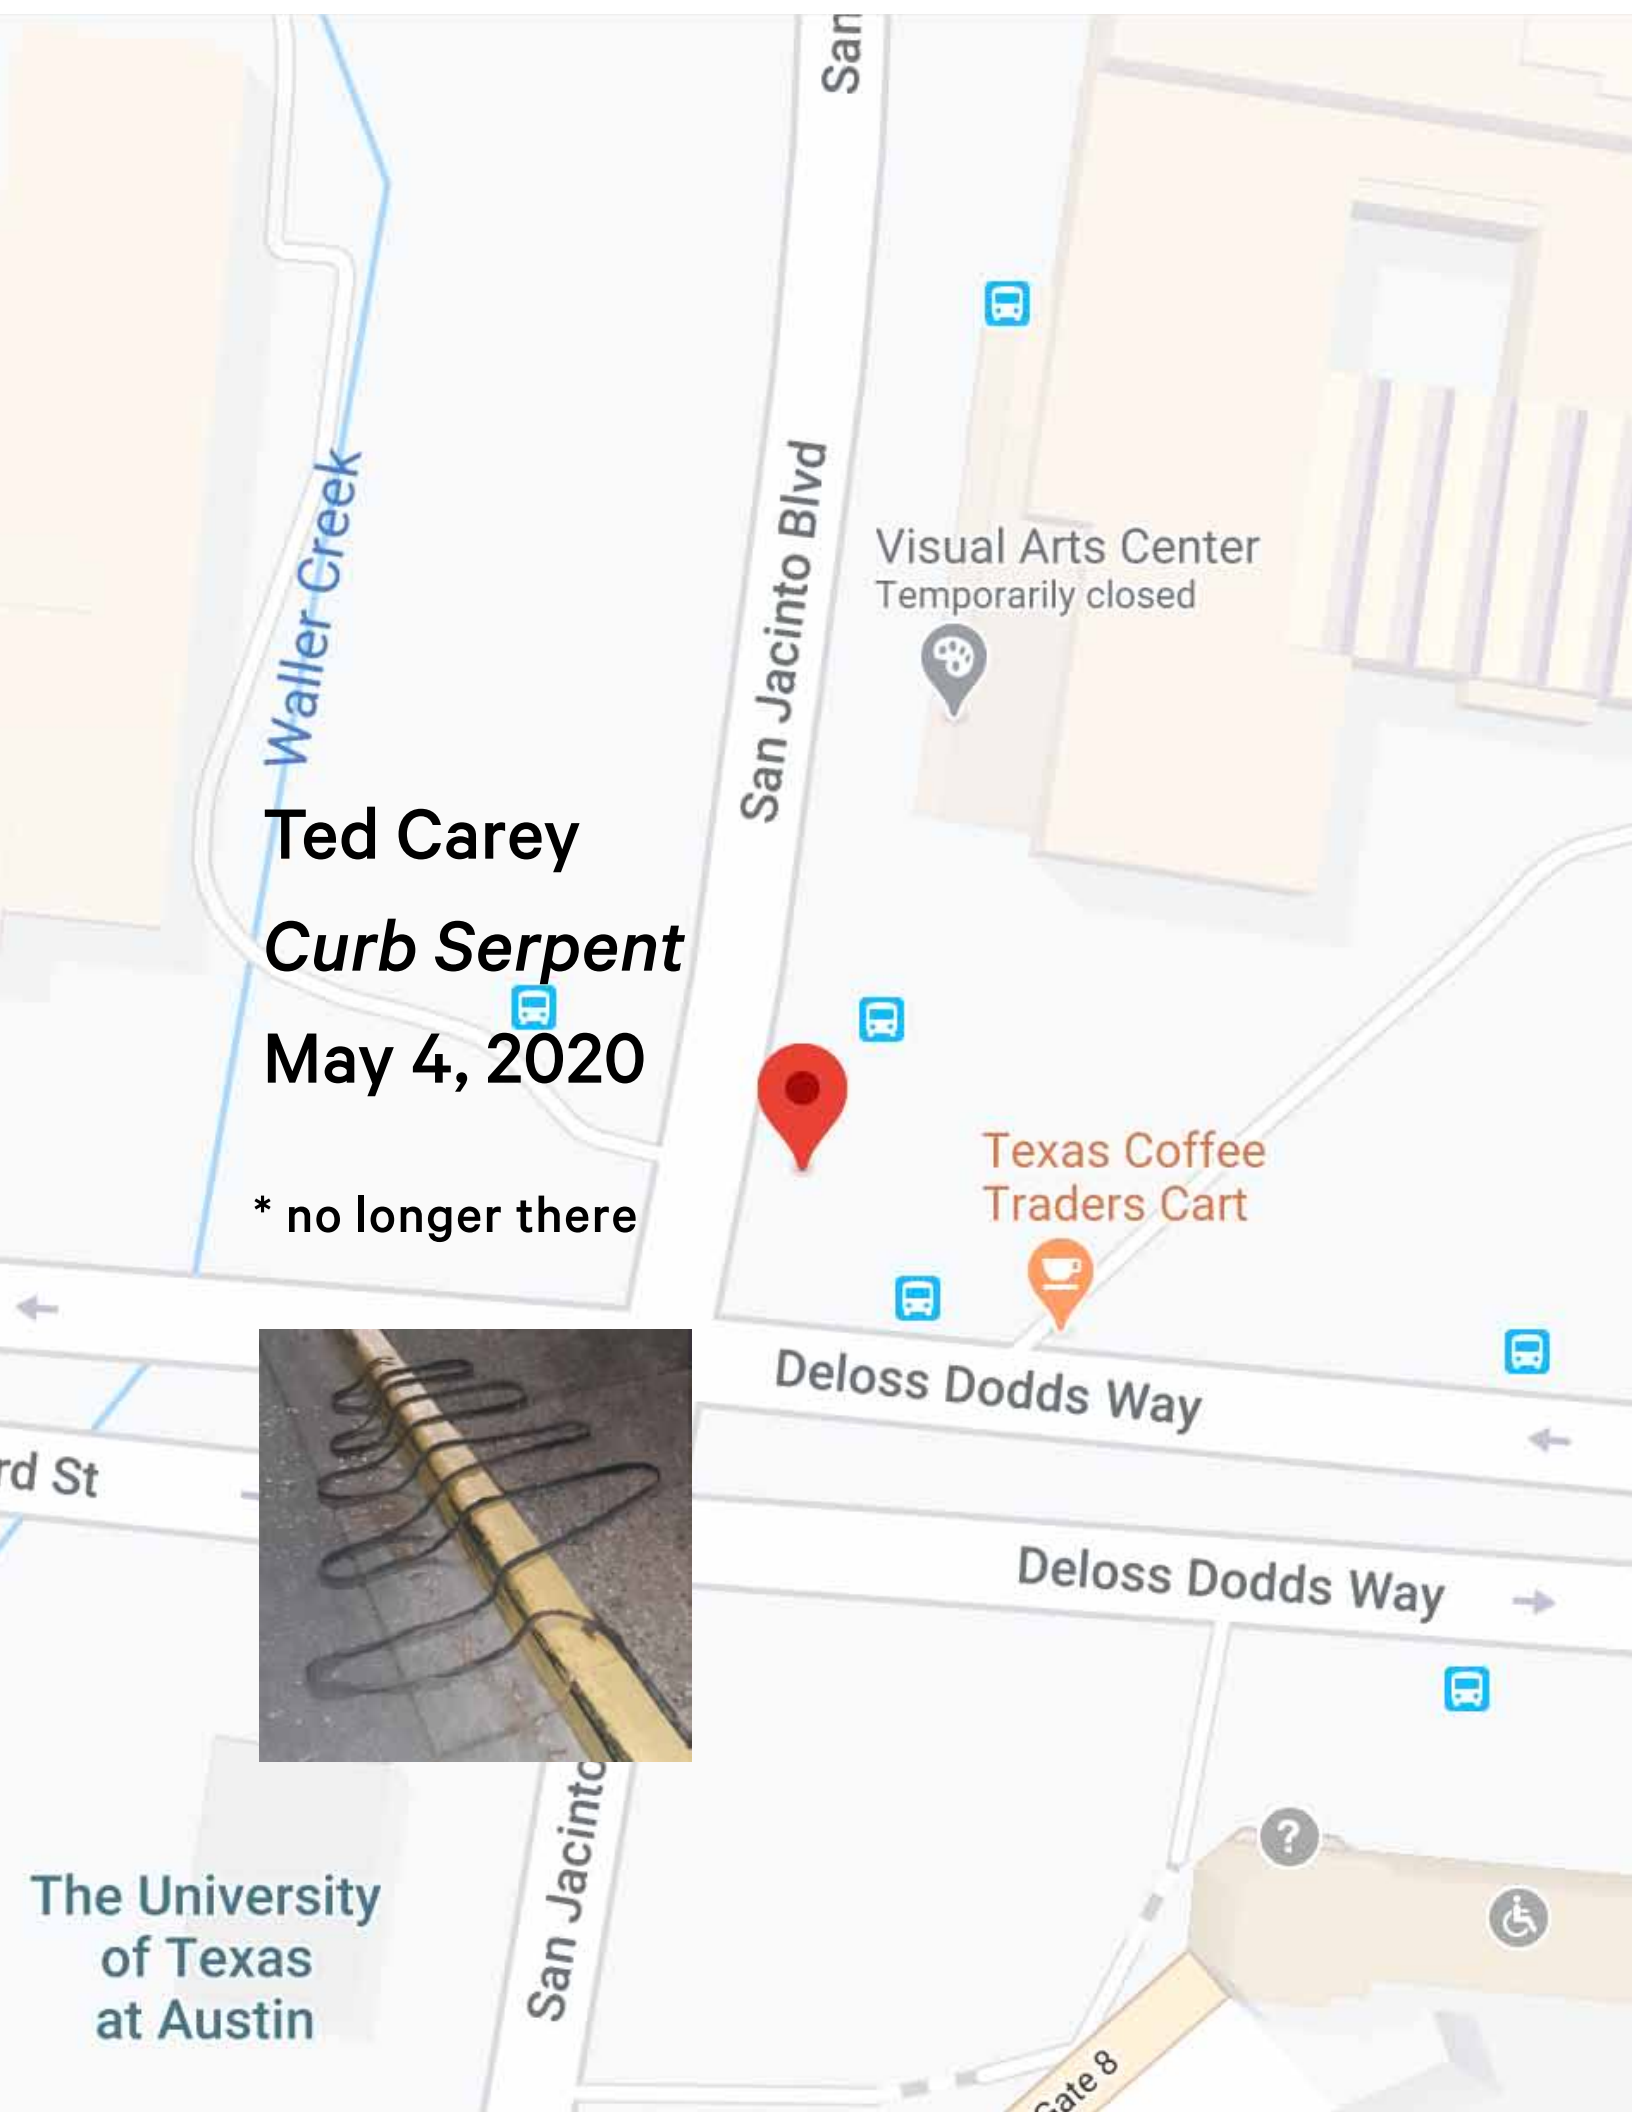 San
San Jacinto Blvd
Visual Arts Center
Temporarily closed
Waller Creek
Ted Carey
Curb Serpent
May 4, 2020
Texas Coffee
Traders Cart
* no longer there
Deloss Dodds Way
rd St
Deloss Dodds Way
San Jacinto
?
The University
of Texas
at Austin
Gate 8